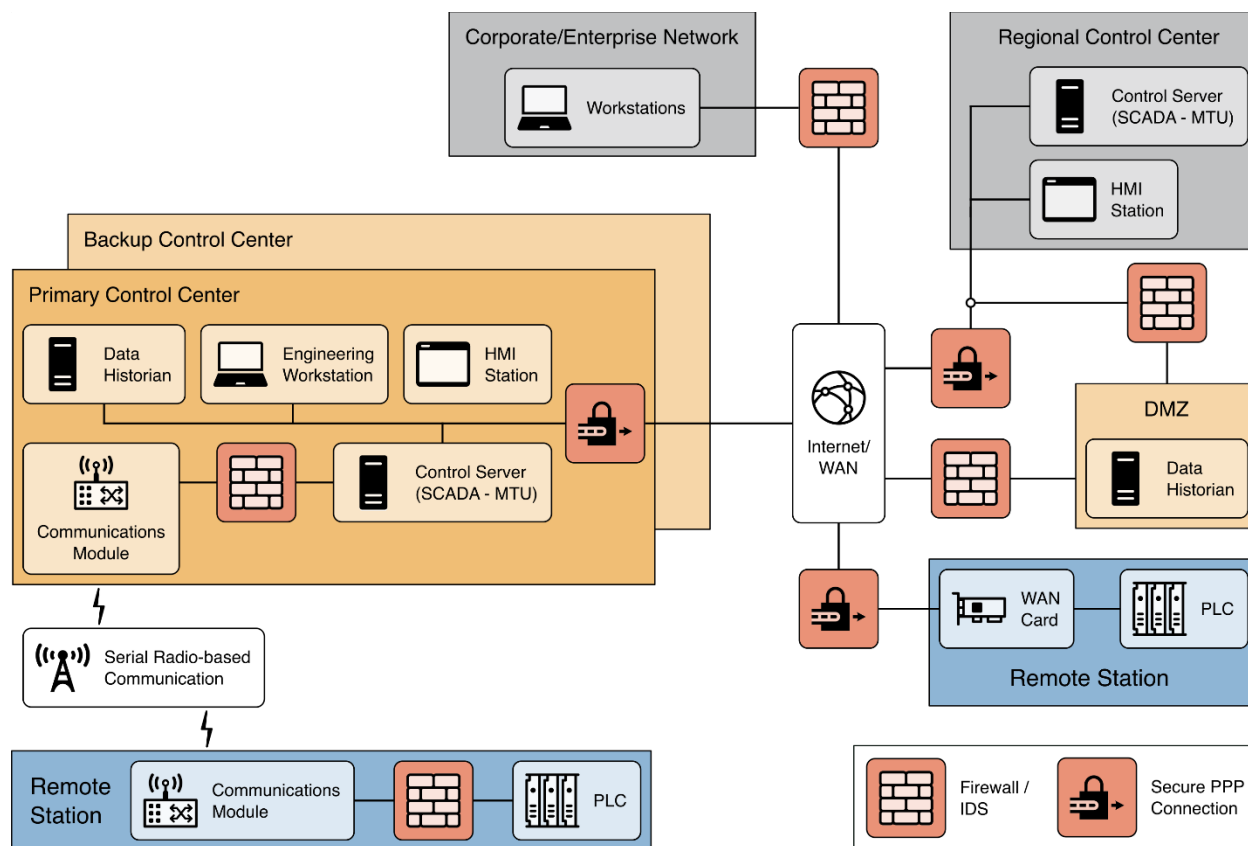 Corporate/Enterprise Network
Workstations
Regional Control Center
Control Server
(SCADA - MTU)
HMI
Station
Backup Control Center
Primary Control Center
Data
Historian
Engineering
Workstation
HMI
Station
Communications
Module
Control Server
(SCADA - MTU)
Internet/
WAN
DMZ
Data
Historian
WAN
Card
PLC
Remote Station
Serial Radio-based
Communication
Remote
Station
Communications
Module
PLC
Firewall /
IDS
Secure PPP
Connection